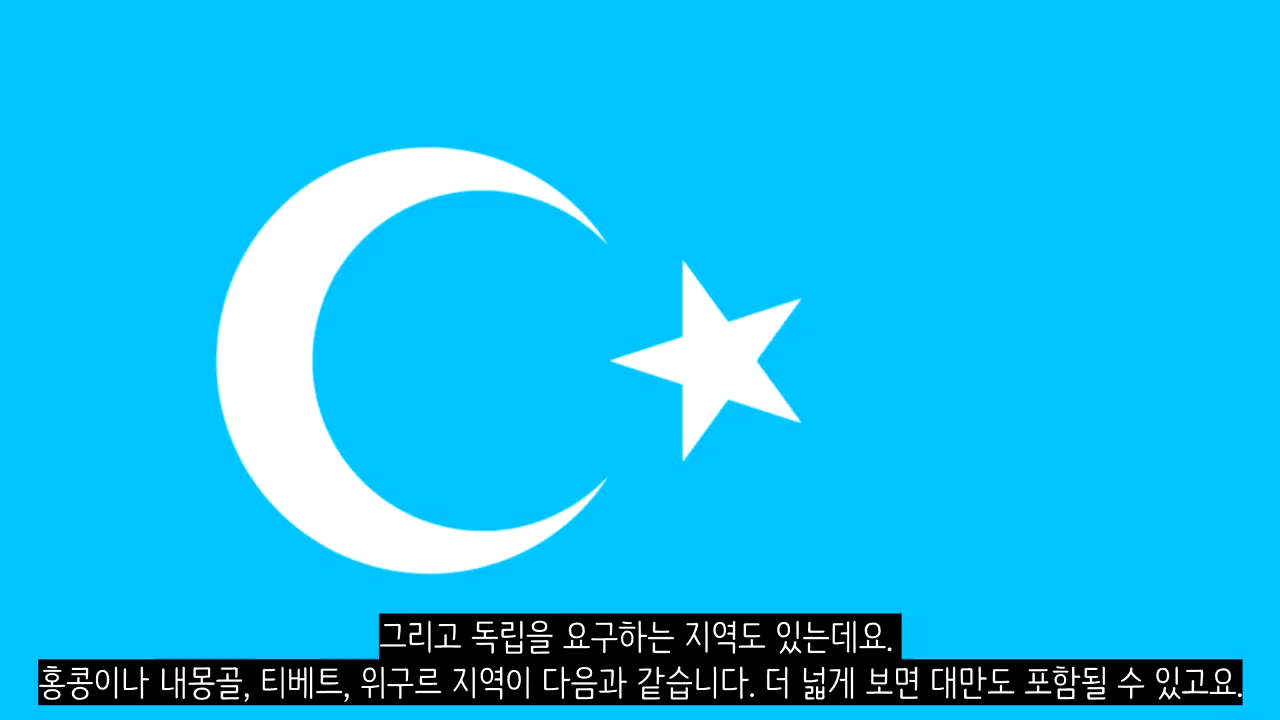 그리고 독립을 요구하는 지역도 있는데요.
홍콩이나 내몽골, 티베트, 위구르 지역이 다음과 같습니다. 더 넓게 보면 대만도 포함될 수 있고요.